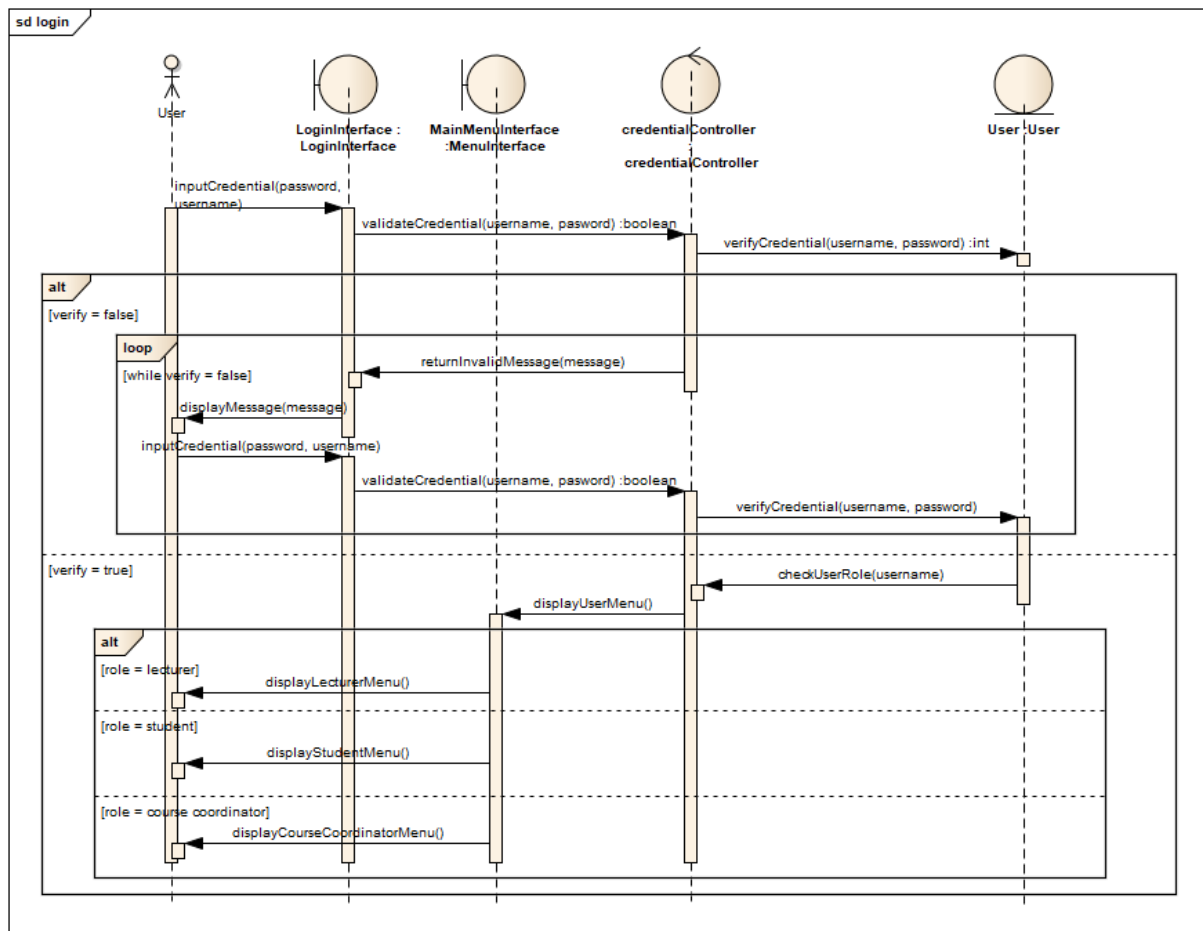 sd login
User
LoginInterface :
LoginInterface
MainMenuInterface
:MenuInterface
credentialController
:
credentialController
User :User
inputCredential(password,
username)
validateCredential(username, pasword) :boolean
verifyCredential(username, password) :int
alt
[verify = false]
loop
[while verify = false]
returnInvalidMessage(message)
displayMessage(message)
inputCredential(password, username)
validateCredential(username, pasword) :boolean
verifyCredential(username, password)
[verify = true]
checkUserRole(username)
displayUserMenu()
alt
[role = lecturer]
displayLecturerMenu()
[role = student]
displayStudentMenu()
[role = course coordinator]
displayCourseCoordinatorMenu()